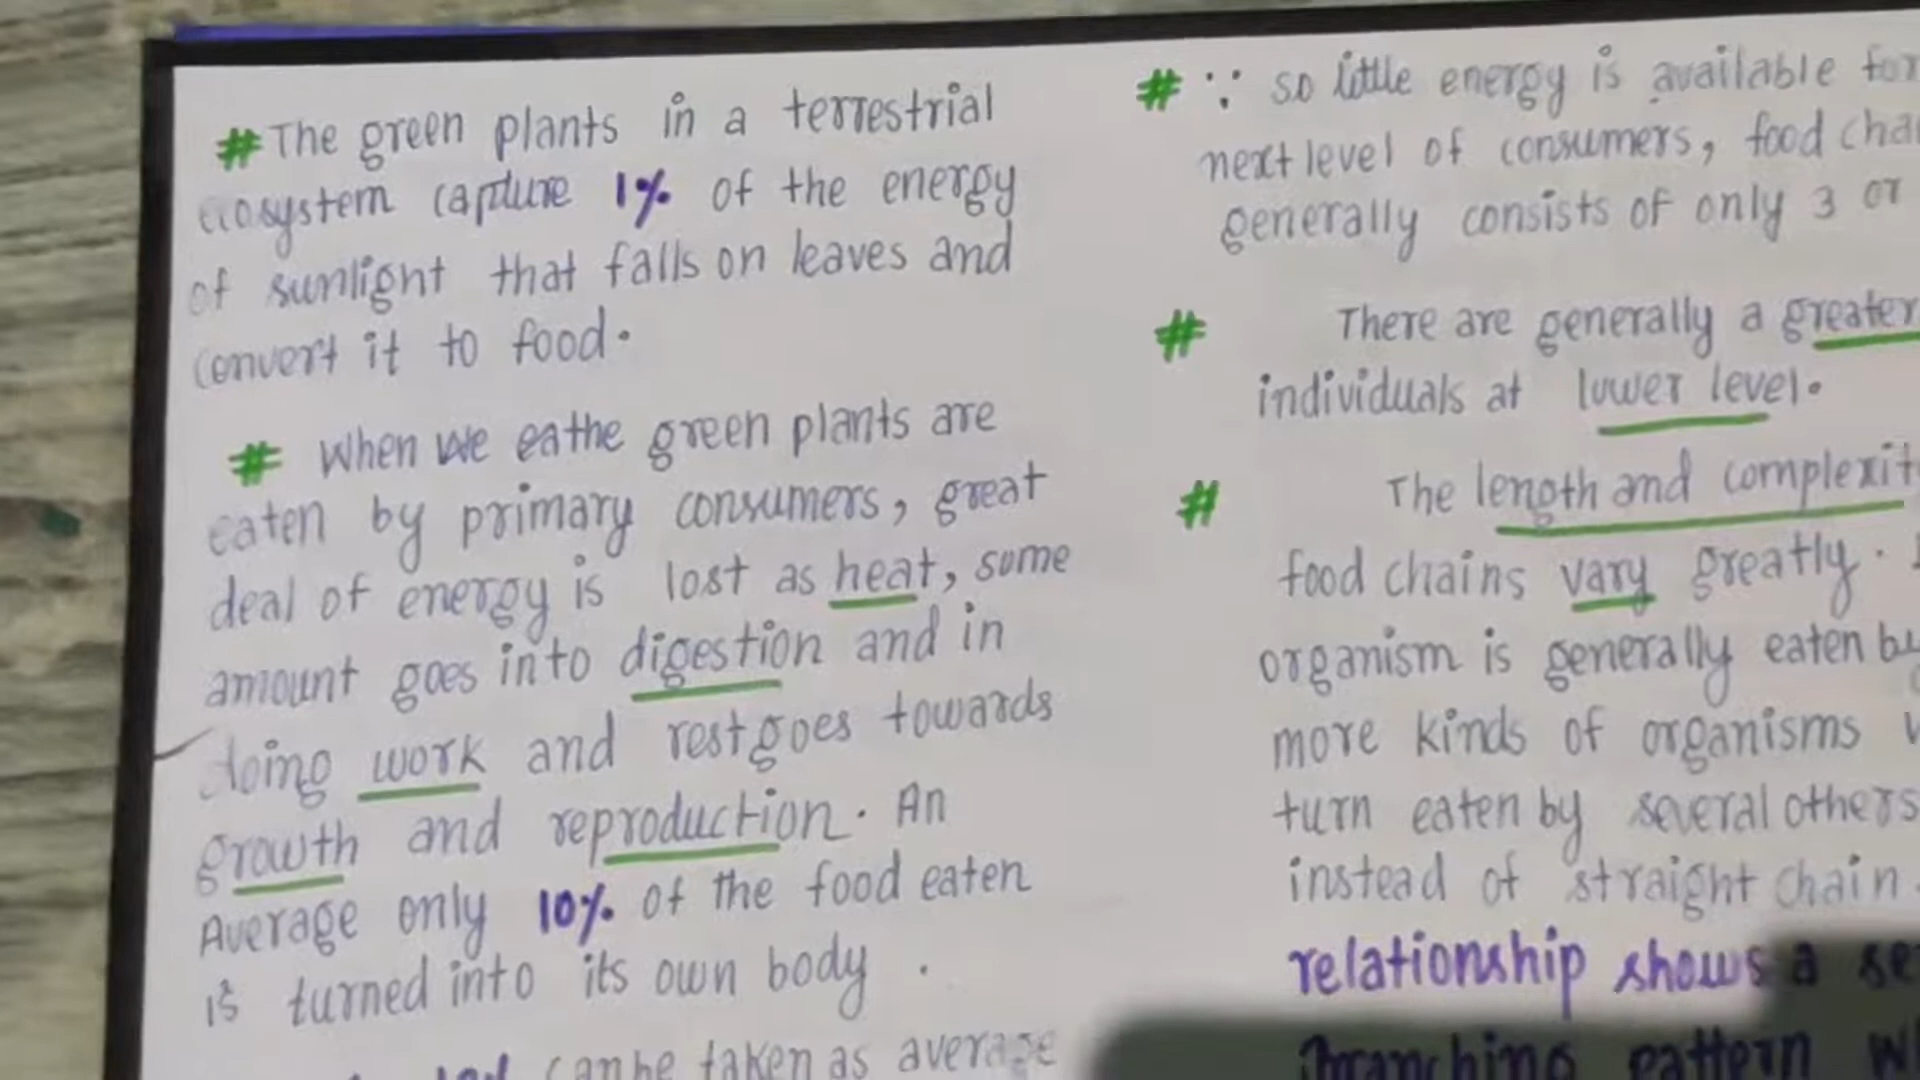 # The green plants in a terrestrial
ecosystem capture 1% of the energy
of sunlight that falls on leaves and
convert it to food.
# When we eathe green plants are
eaten by primary consumers, great
deal of energy is lost as heat, some
amount goes into digestion and in
doing work and rest goes towards
growth and reproduction. An
Average only 10% of the food eaten
is turned into its own body .
can be taken as average
# ∵ so little energy is available for
next level of consumers, food
generally consists of only 3 or
# There are generally a greater
individuals at lower level.
# The length and
food chains vary greatly.
organism is generally eaten by
more kinds of organisms
turn eaten by several others
instead of straight chain
relationship shows a
branching pattern